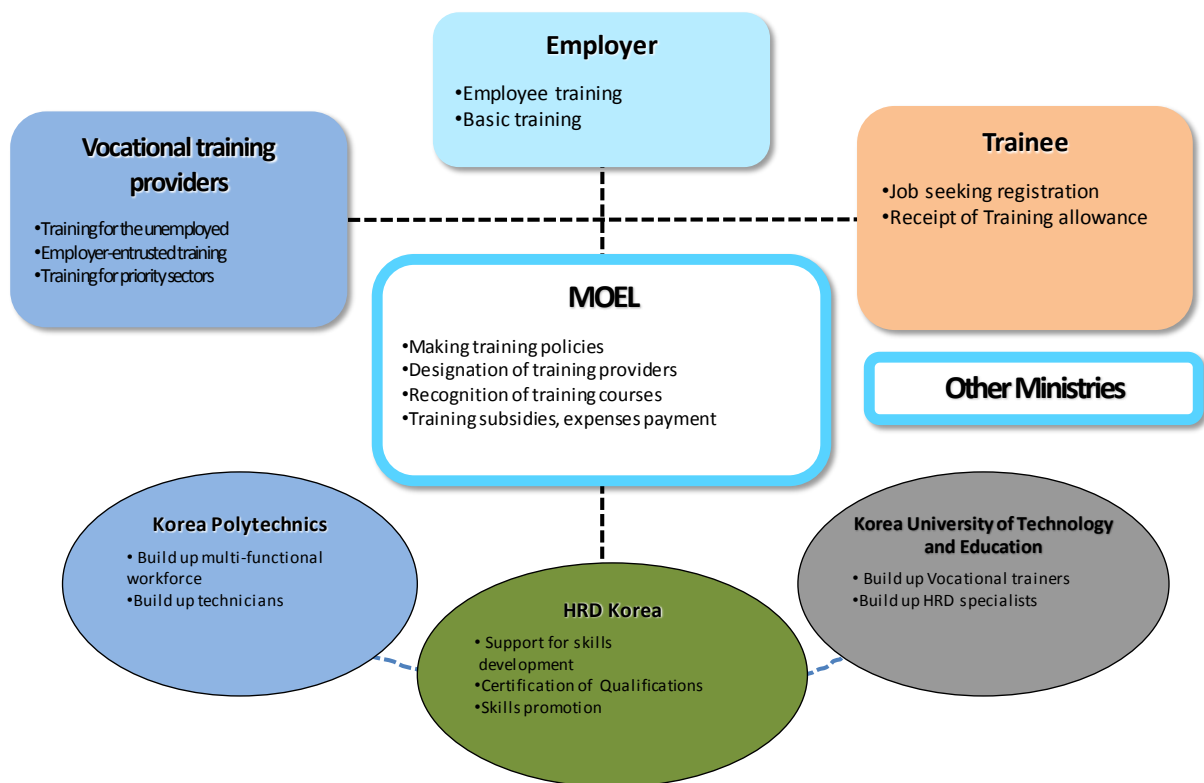 Employer
•Employee training
•Basic training
Vocational training
providers
•Training for the unemployed
•Employer-entrusted training
•Training for priority sectors
Trainee
•Job seeking registration
•Receipt of Training allowance
MOEL
•Making training policies
•Designation of training providers
•Recognition of training courses
•Training subsidies, expenses payment
Other Ministries
Korea Polytechnics
• Build up multi-functional
workforce
•Build up technicians
HRD Korea
• Support for skills
development
•Certification of Qualifications
•Skills promotion
Korea University of Technology
and Education
• Build up Vocational trainers
•Build up HRD specialists